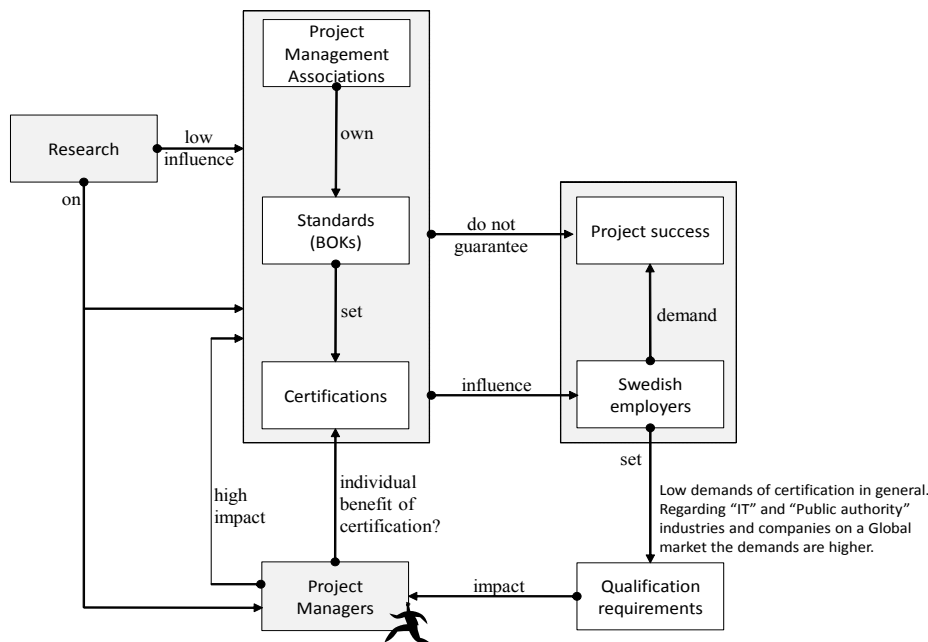 Project
Management
Associations
own
Research
low
influence
on
Standards
(BOKs)
do not
guarantee
Project success
set
demand
Certifications
influence
Swedish
employers
set
high
impact
individual
benefit of
certification?
Low demands of certification in general.
Regarding “IT” and “Public authority”
industries and companies on a Global
market the demands are higher.
Project
Managers
impact
Qualification
requirements